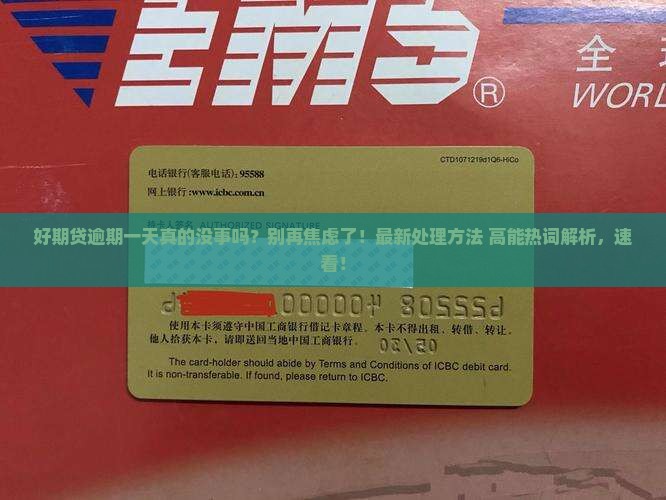 EMS®
全
WORL
电话银行(客服电话):95588
CTD1071219d1Q6-HiCo
网上银行:www.icbc.com.cn
AUTHORIZED SIGNATURE
好期贷逾期一天真的没事吗?别再焦虑了!最新处理方法 高能热词解析,速
看!
使用本卡须遵守中国工商银行借记卡章程。本卡不得出租、转借、转让。
他人拾获本卡,请即送回当地中国工商银行。
05/20
The card-holder should abide by Terms and Conditions of ICBC debit card.
It is non-transferable. If found, please return to ICBC.